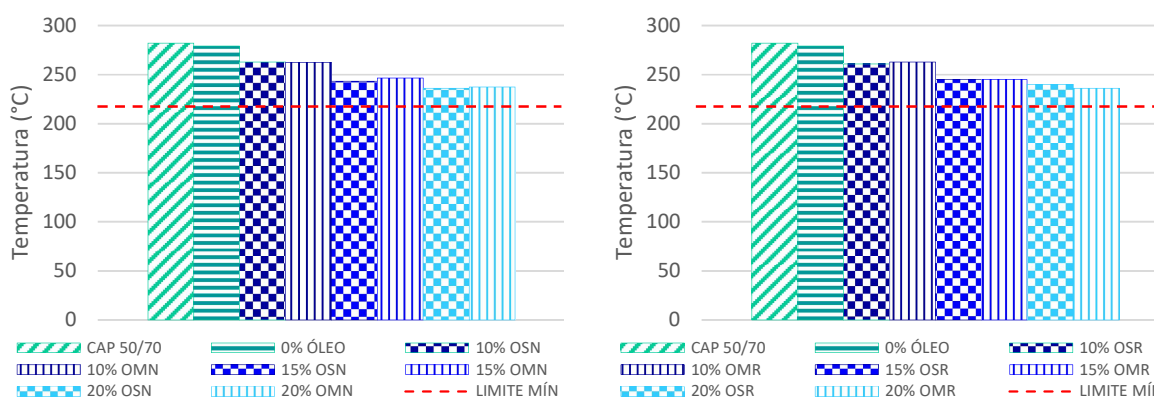 300
250
200
150
100
50
0
Temperatura (°C)
CAP 50/70 0% ÓLEO 10% OSN
10% OMN 15% OSN 15% OMN
20% OSN 20% OMN LIMITE MÍN
300
250
200
150
100
50
0
Temperatura (°C)
CAP 50/70 0% ÓLEO 10% OSR
10% OMR 15% OSR 15% OMR
20% OSR 20% OMR LIMITE MÍN